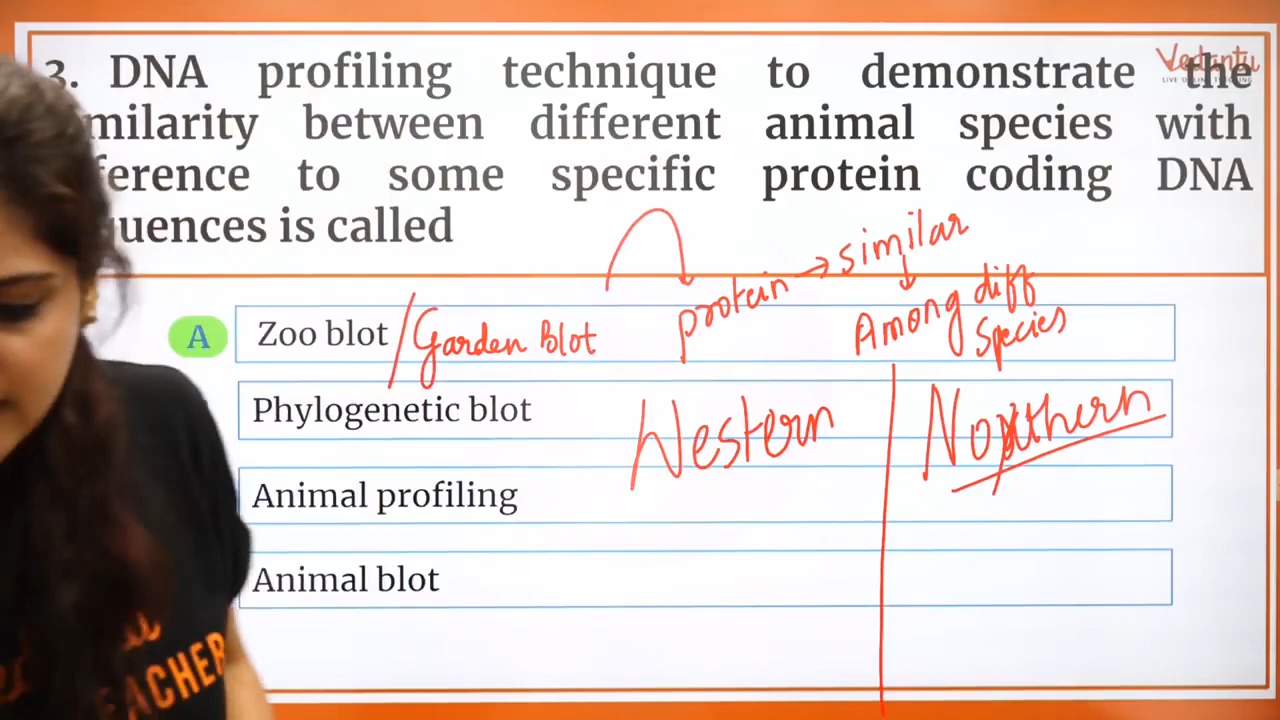 3. DNA profiling technique to demonstrate the
milarity between different animal species with
ference to some specific protein coding DNA
quences is called
Vedantu
LIVE ONLINE TUTORING
protein → similar
Among diff
species
A Zoo blot / Garden Blot
Phylogenetic blot
Western
Northern
Animal profiling
Animal blot
TEACHER